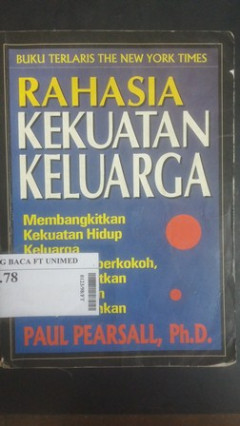 BUKU TERLARIS THE NEW YORK TIMES
RAHASIA
KEKUATAN
KELUARGA
Membangkitkan
Kekuatan Hidup
Keluarga
G BACA FT UNIMED
.78
PAUL PEARSALL, Ph.D.